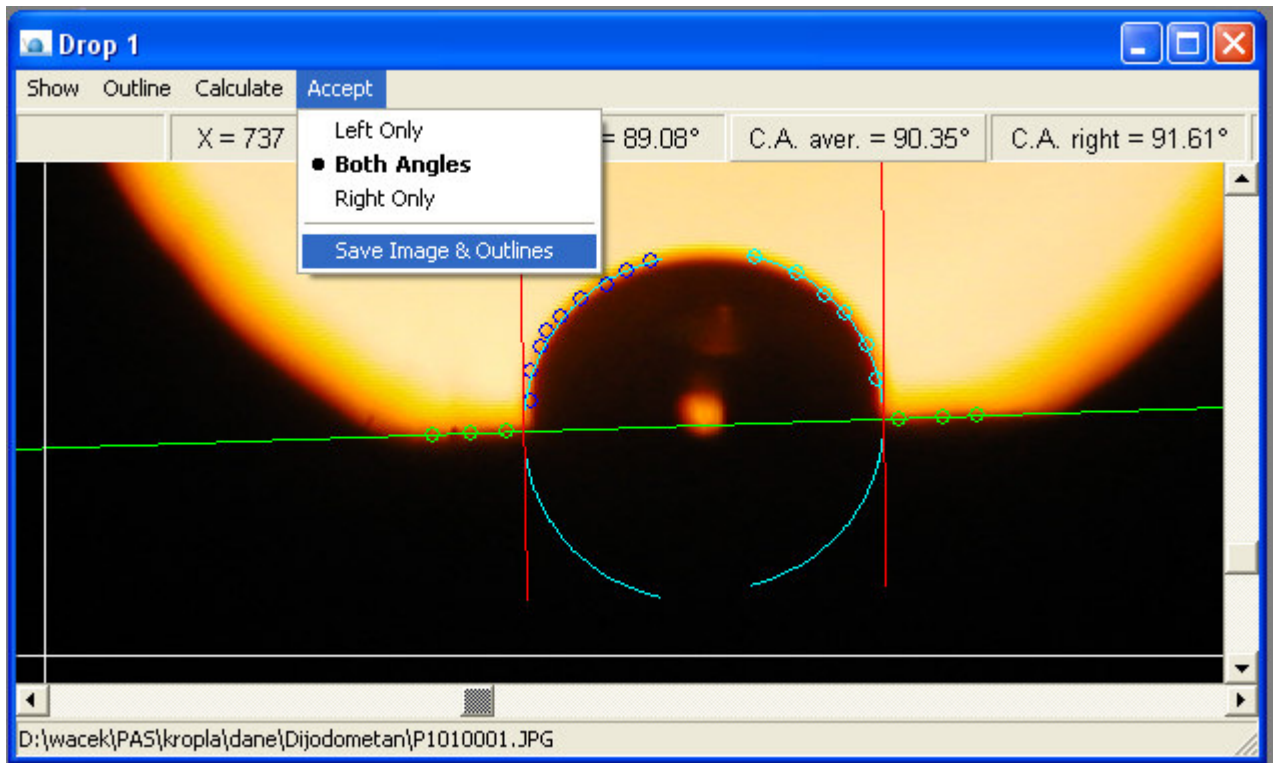 Drop 1
Show Outline Calculate Accept
X = 737 = 89.08° C.A. aver. = 90.35° C.A. right = 91.61°
Left Only
Both Angles
Right Only
Save Image & Outlines
D:\wacek\PAS\kropla\dane\Dijodometan\P1010001.JPG